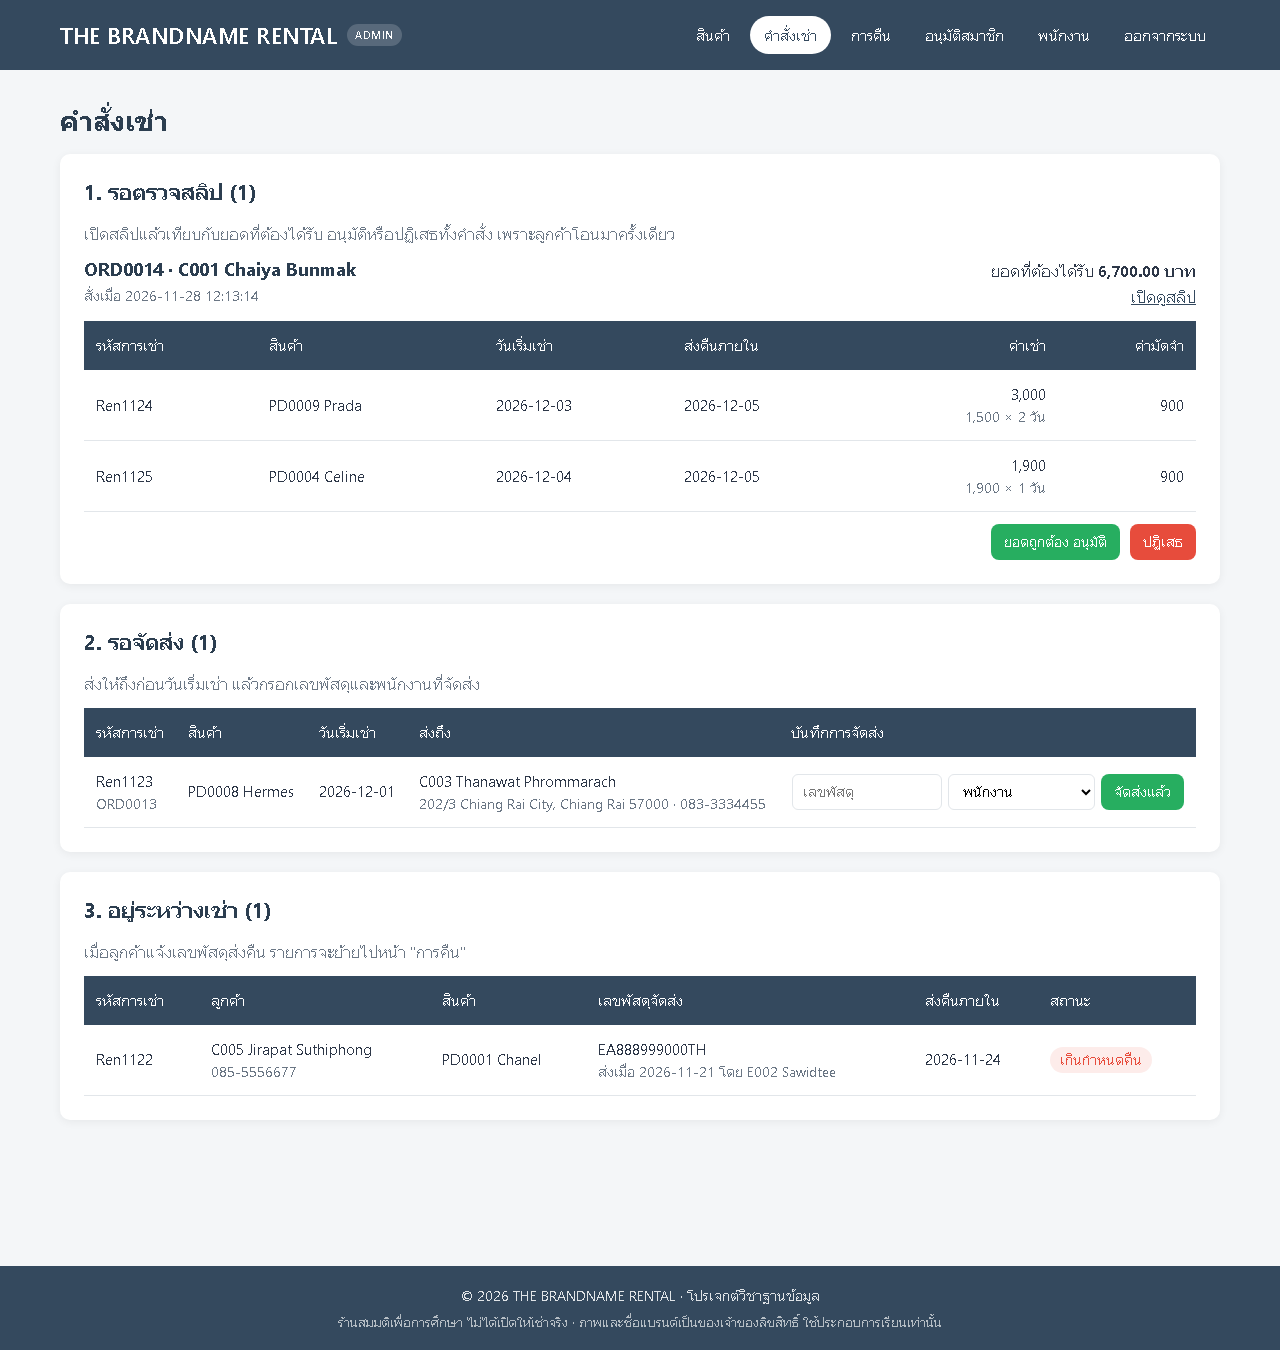 THE BRANDNAME RENTAL ADMIN สินค้า คำสั่งเช่า การคืน อนุมัติสมาชิก พนักงาน ออกจากระบบ
คำสั่งเช่า
1. รอตรวจสลิป (1)
เปิดสลิปแล้วเทียบกับยอดที่ต้องได้รับ อนุมัติหรือปฏิเสธทั้งคำสั่ง เพราะลูกค้าโอนมาครั้งเดียว
ORD0014 · C001 Chaiya Bunmak ยอดที่ต้องได้รับ 6,700.00 บาท
สั่งเมื่อ 2026-11-28 12:13:14 เปิดดูสลิป
รหัสการเช่า สินค้า วันเริ่มเช่า ส่งคืนภายใน ค่าเช่า ค่ามัดจำ
Ren1124 PD0009 Prada 2026-12-03 2026-12-05 3,000 900
1,500 × 2 วัน
Ren1125 PD0004 Celine 2026-12-04 2026-12-05 1,900 900
1,900 × 1 วัน
ยอดถูกต้อง อนุมัติ ปฏิเสธ
2. รอจัดส่ง (1)
ส่งให้ถึงก่อนวันเริ่มเช่า แล้วกรอกเลขพัสดุและพนักงานที่จัดส่ง
รหัสการเช่า สินค้า วันเริ่มเช่า ส่งถึง บันทึกการจัดส่ง
Ren1123 PD0008 Hermes 2026-12-01 C003 Thanawat Phrommarach เลขพัสดุ พนักงาน จัดส่งแล้ว
ORD0013 202/3 Chiang Rai City, Chiang Rai 57000 · 083-3334455
3. อยู่ระหว่างเช่า (1)
เมื่อลูกค้าแจ้งเลขพัสดุส่งคืน รายการจะย้ายไปหน้า "การคืน"
รหัสการเช่า ลูกค้า สินค้า เลขพัสดุจัดส่ง ส่งคืนภายใน สถานะ
Ren1122 C005 Jirapat Suthiphong PD0001 Chanel EA888999000TH 2026-11-24 เกินกำหนดคืน
085-5556677 ส่งเมื่อ 2026-11-21 โดย E002 Sawidtee
© 2026 THE BRANDNAME RENTAL · โปรเจกต์วิชาฐานข้อมูล
ร้านสมมติเพื่อการศึกษา ไม่ได้เปิดให้เช่าจริง · ภาพและชื่อแบรนด์เป็นของเจ้าของลิขสิทธิ์ ใช้ประกอบการเรียนเท่านั้น